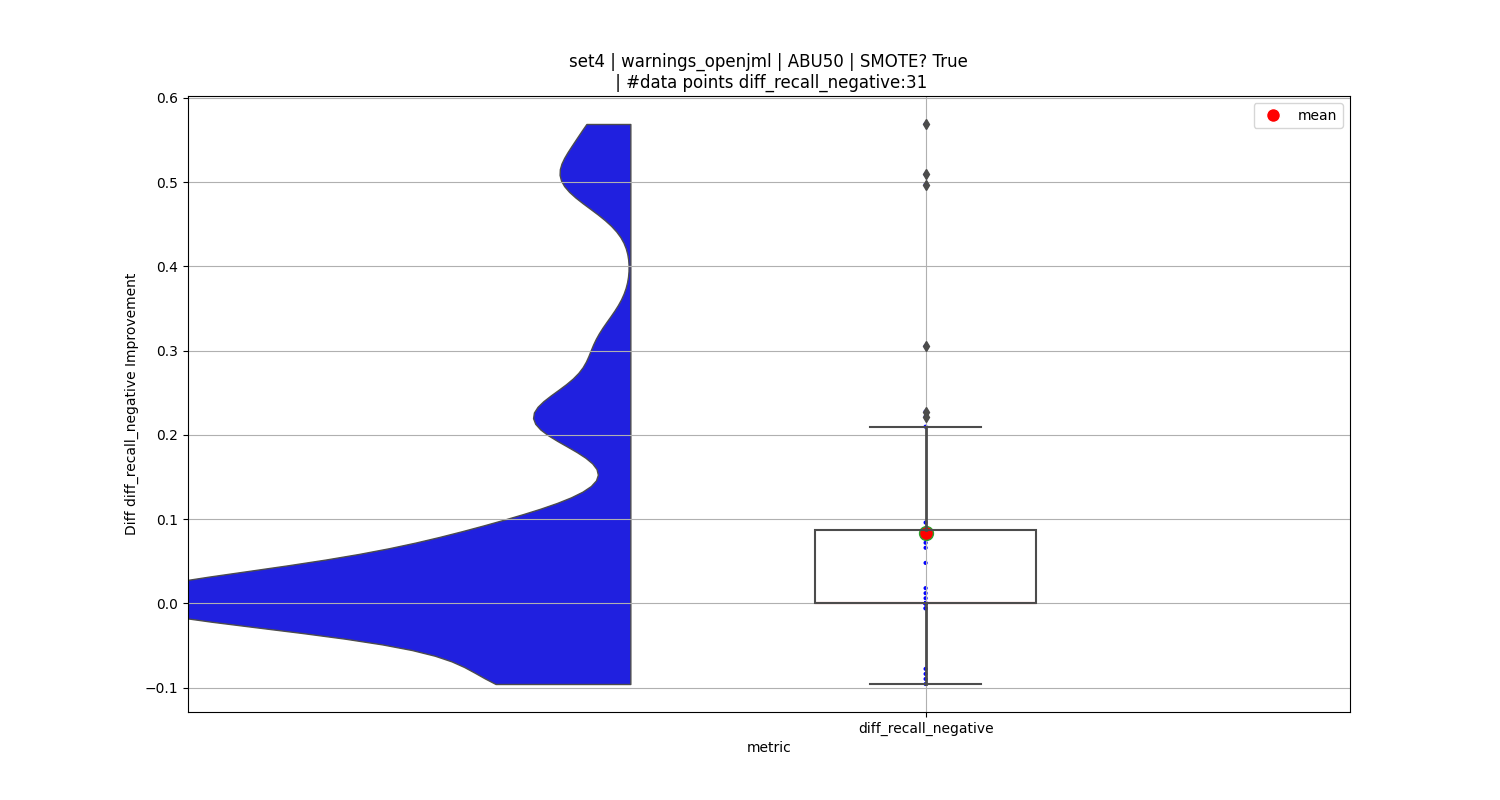 set4 | warnings_openjml | ABU50 | SMOTE? True
| #data points diff_recall_negative:31
mean
0.6
0.5
0.4
0.3
0.2
0.1
0.0
−0.1
Diff diff_recall_negative Improvement
diff_recall_negative
metric